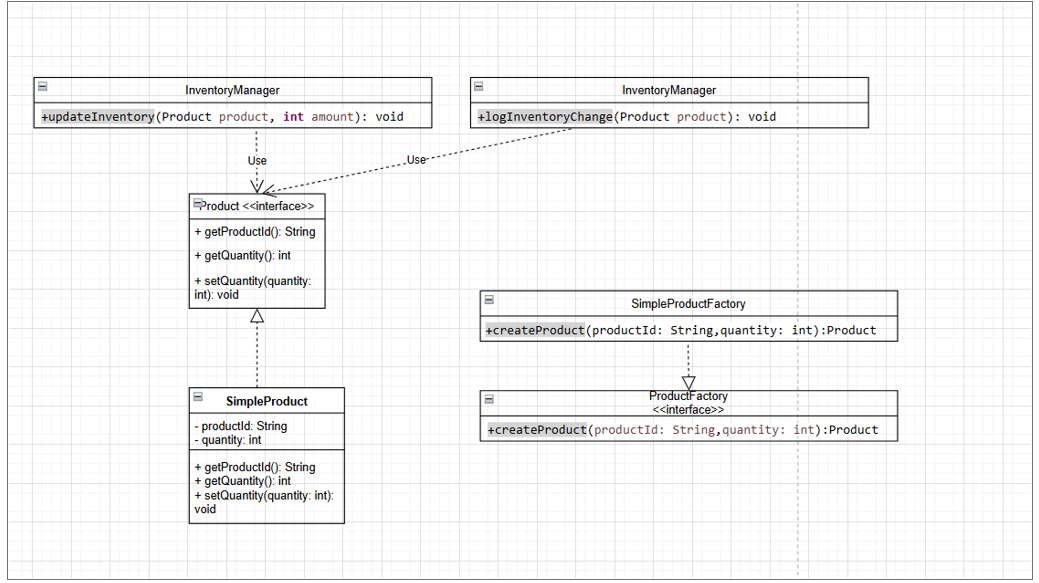 InventoryManager
+updateInventory(Product product, int amount): void
InventoryManager
+logInventoryChange(Product product): void
Use
Use
Product <<interface>>
+ getProductId(): String
+ getQuantity(): int
+ setQuantity(quantity:
int): void
SimpleProductFactory
+createProduct(productId: String,quantity: int):Product
ProductFactory
<<interface>>
+createProduct(productId: String,quantity: int):Product
SimpleProduct
- productId: String
- quantity: int
+ getProductId(): String
+ getQuantity(): int
+ setQuantity(quantity: int):
void